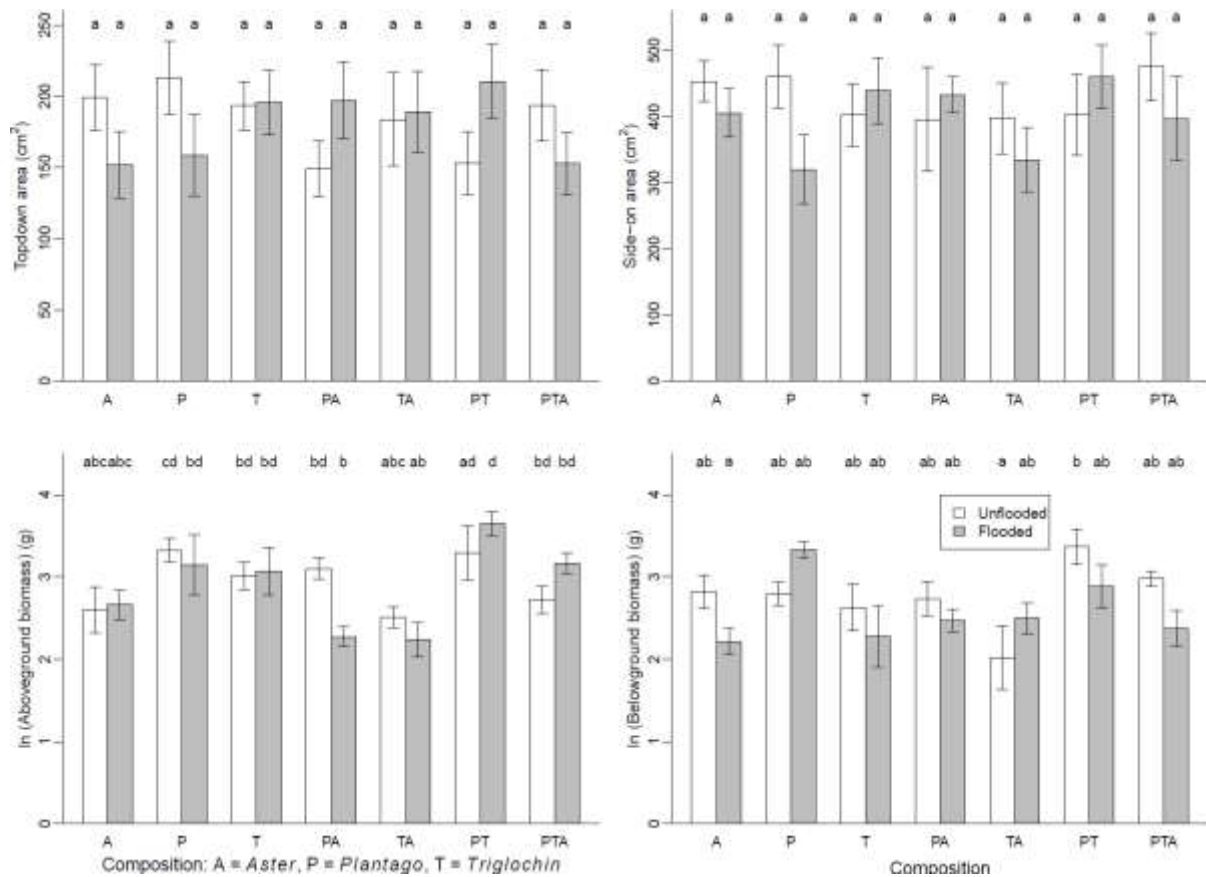 a a a a a a a a a a a a a a
250
200
150
100
50
0
Topdown area (cm²)
A P T PA TA PT PTA
a a a a a a a a a a a a a a
500
400
300
200
100
0
Side-on area (cm²)
A P T PA TA PT PTA
abc abc cd bd bd bd bd b abc ab ad d bd bd
4
3
2
1
0
ln (Aboveground biomass) (g)
A P T PA TA PT PTA
Composition: A = Aster, P = Plantago, T = Triglochin
ab a ab ab ab ab ab ab a ab b ab ab ab
4
3
2
1
0
ln (Belowground biomass) (g)
Unflooded
Flooded
A P T PA TA PT PTA
Composition